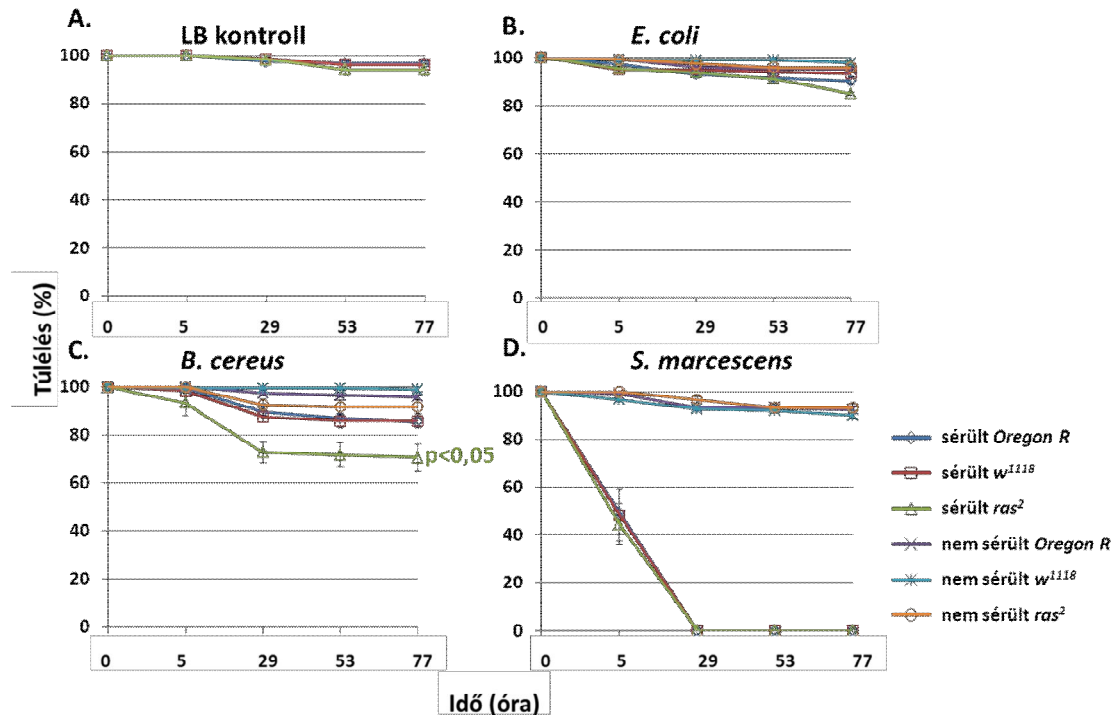 A.
LB kontroll
100
80
60
40
20
0
0 5 29 53 77
B.
E. coli
100
80
60
40
20
0
0 5 29 53 77
Túlélés (%)
C.
B. cereus
100
80
60
40
20
0
p<0,05
0 5 29 53 77
D.
S. marcescens
100
80
60
40
20
0
0 5 29 53 77
Idő (óra)
sérült Oregon R
sérült w1118
sérült ras2
nem sérült Oregon R
nem sérült w1118
nem sérült ras2